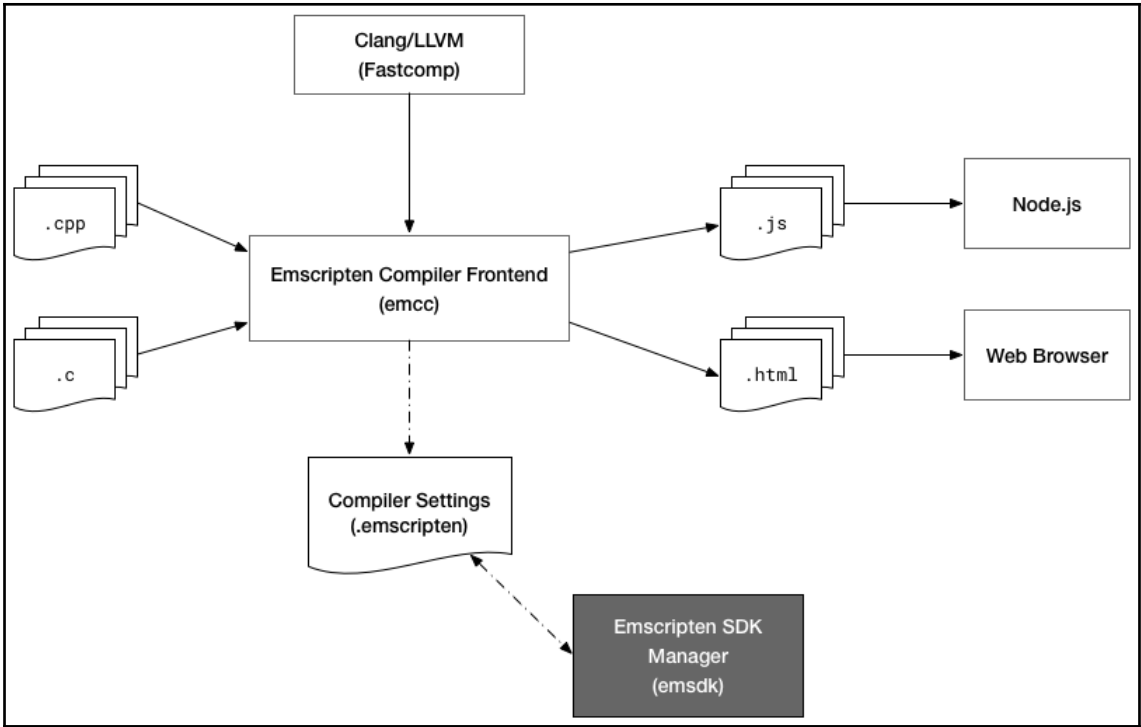 Clang/LLVM
(Fastcomp)
.cpp
.js
Node.js
Emscripten Compiler Frontend
(emcc)
.c
.html
Web Browser
Compiler Settings
(.emscripten)
Emscripten SDK
Manager
(emsdk)